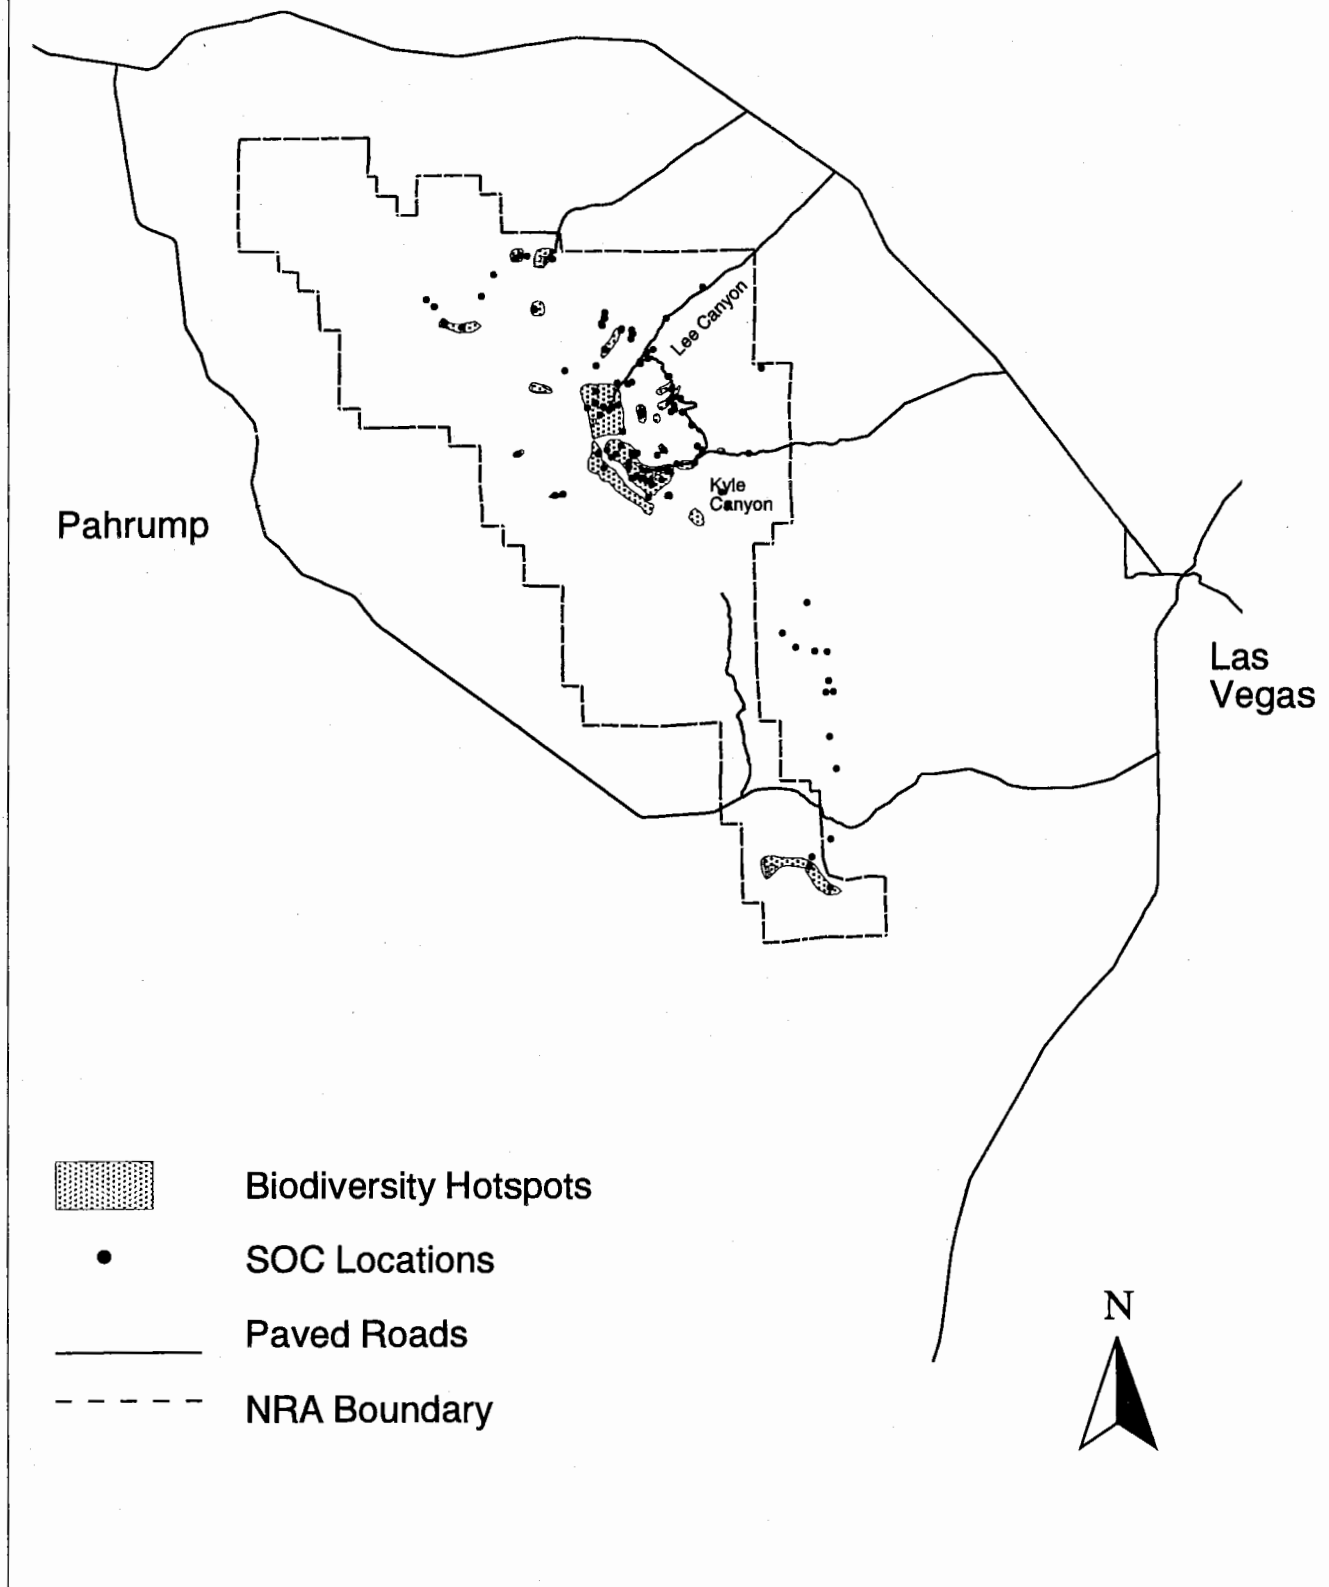 Lee Canyon
Kyle
Canyon
Pahrump
Las
Vegas
Biodiversity Hotspots
SOC Locations
Paved Roads
NRA Boundary
N